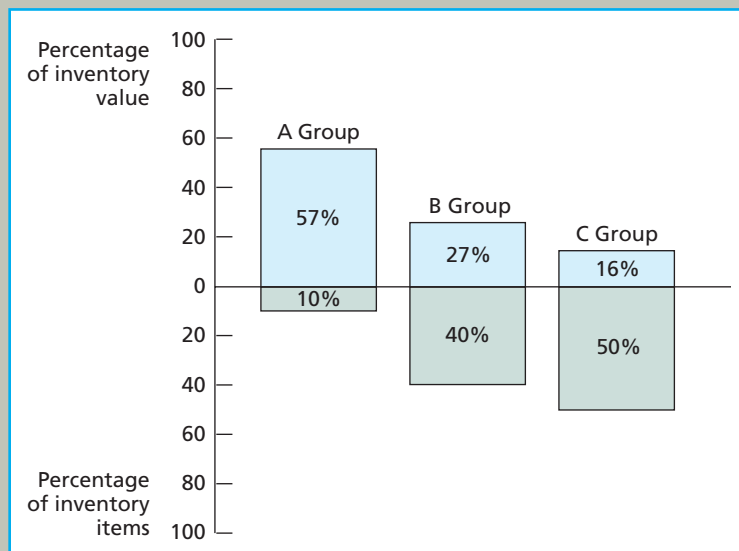 Percentage
of inventory
value
100
80
60
40
20
0
20
40
60
80
100
Percentage
of inventory
items
A Group
57%
10%
B Group
27%
40%
C Group
16%
50%